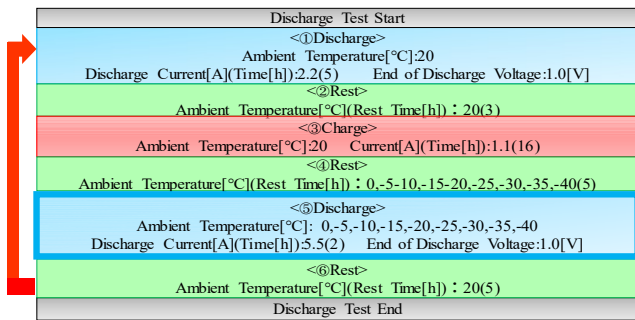 Discharge Test Start
<①Discharge>
Ambient Temperature[℃]:20
Discharge Current[A](Time[h]):2.2(5) End of Discharge Voltage:1.0[V]
<②Rest>
Ambient Temperature[℃](Rest Time[h])：20(3)
<③Charge>
Ambient Temperature[℃]:20 Current[A](Time[h]):1.1(16)
<④Rest>
Ambient Temperature[℃](Rest Time[h])：0,-5-10,-15-20,-25,-30,-35,-40(5)
<⑤Discharge>
Ambient Temperature[℃]: 0,-5,-10,-15,-20,-25,-30,-35,-40
Discharge Current[A](Time[h]):5.5(2) End of Discharge Voltage:1.0[V]
<⑥Rest>
Ambient Temperature[℃](Rest Time[h])：20(5)
Discharge Test End